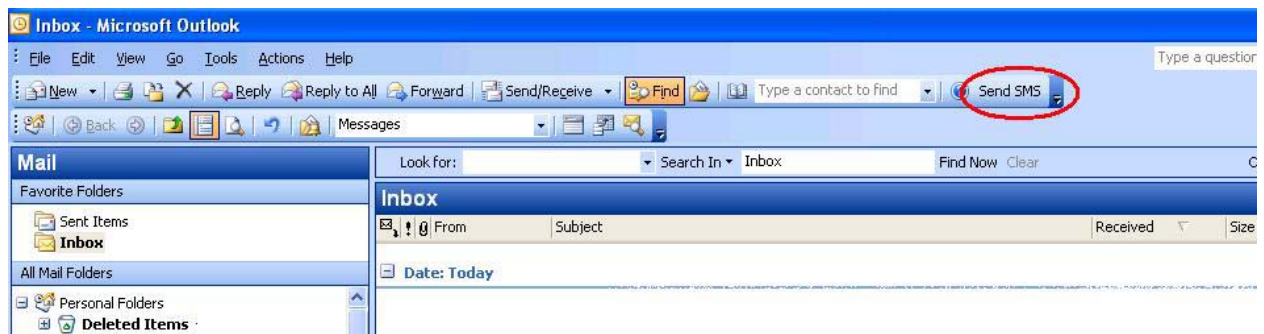 Inbox - Microsoft Outlook
File Edit View Go Tools Actions Help Type a question
New Reply Reply to All Forward Send/Receive Find Type a contact to find Send SMS
Back Messages
Mail Look for: Search In Inbox Find Now Clear
Favorite Folders
Inbox
Sent Items
From Subject Received Size
Inbox
All Mail Folders
Date: Today
Personal Folders
Deleted Items